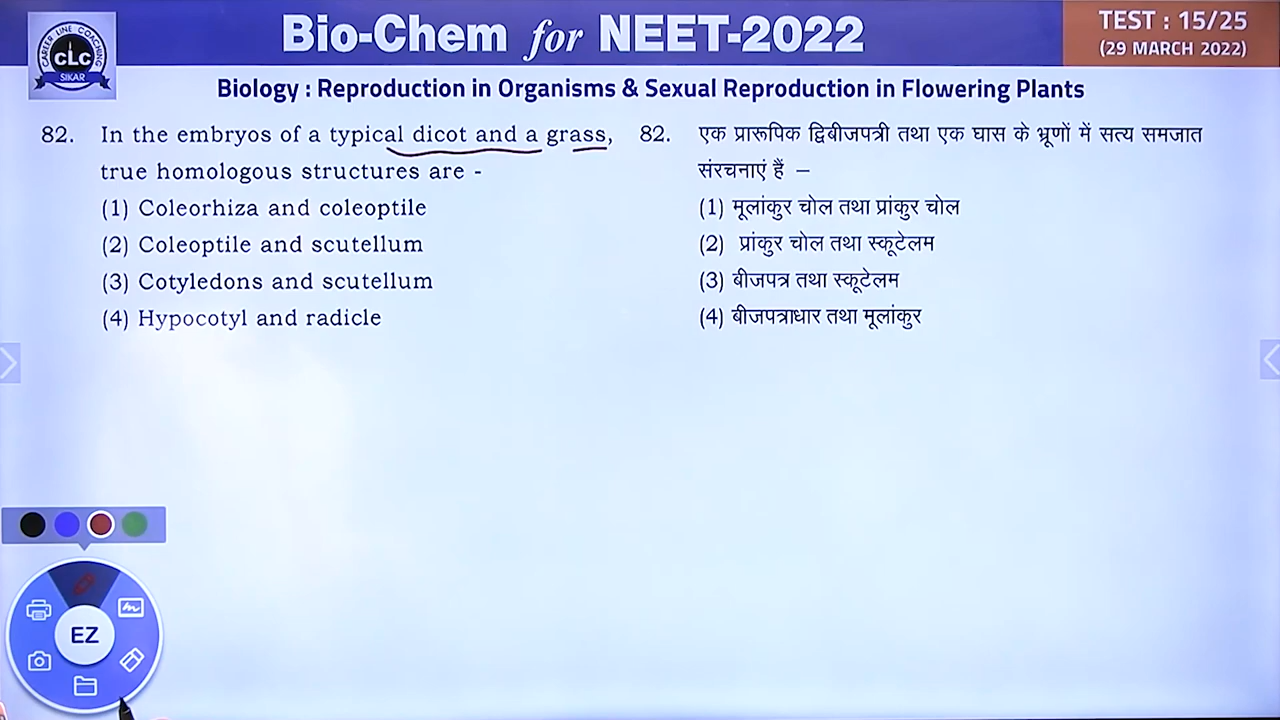 CAREER LINE COACHING
CLC
SIKAR
Bio-Chem for NEET-2022
TEST : 15/25
(29 MARCH 2022)
Biology : Reproduction in Organisms & Sexual Reproduction in Flowering Plants
82. In the embryos of a typical dicot and a grass,
true homologous structures are -
(1) Coleorhiza and coleoptile
(2) Coleoptile and scutellum
(3) Cotyledons and scutellum
(4) Hypocotyl and radicle
82. एक प्रारूपिक द्विबीजपत्री तथा एक घास के भ्रूणों में सत्य समजात
संरचनाएं हैं –
(1) मूलांकुर चोल तथा प्रांकुर चोल
(2) प्रांकुर चोल तथा स्कूटेलम
(3) बीजपत्र तथा स्कूटेलम
(4) बीजपत्राधार तथा मूलांकुर
EZ